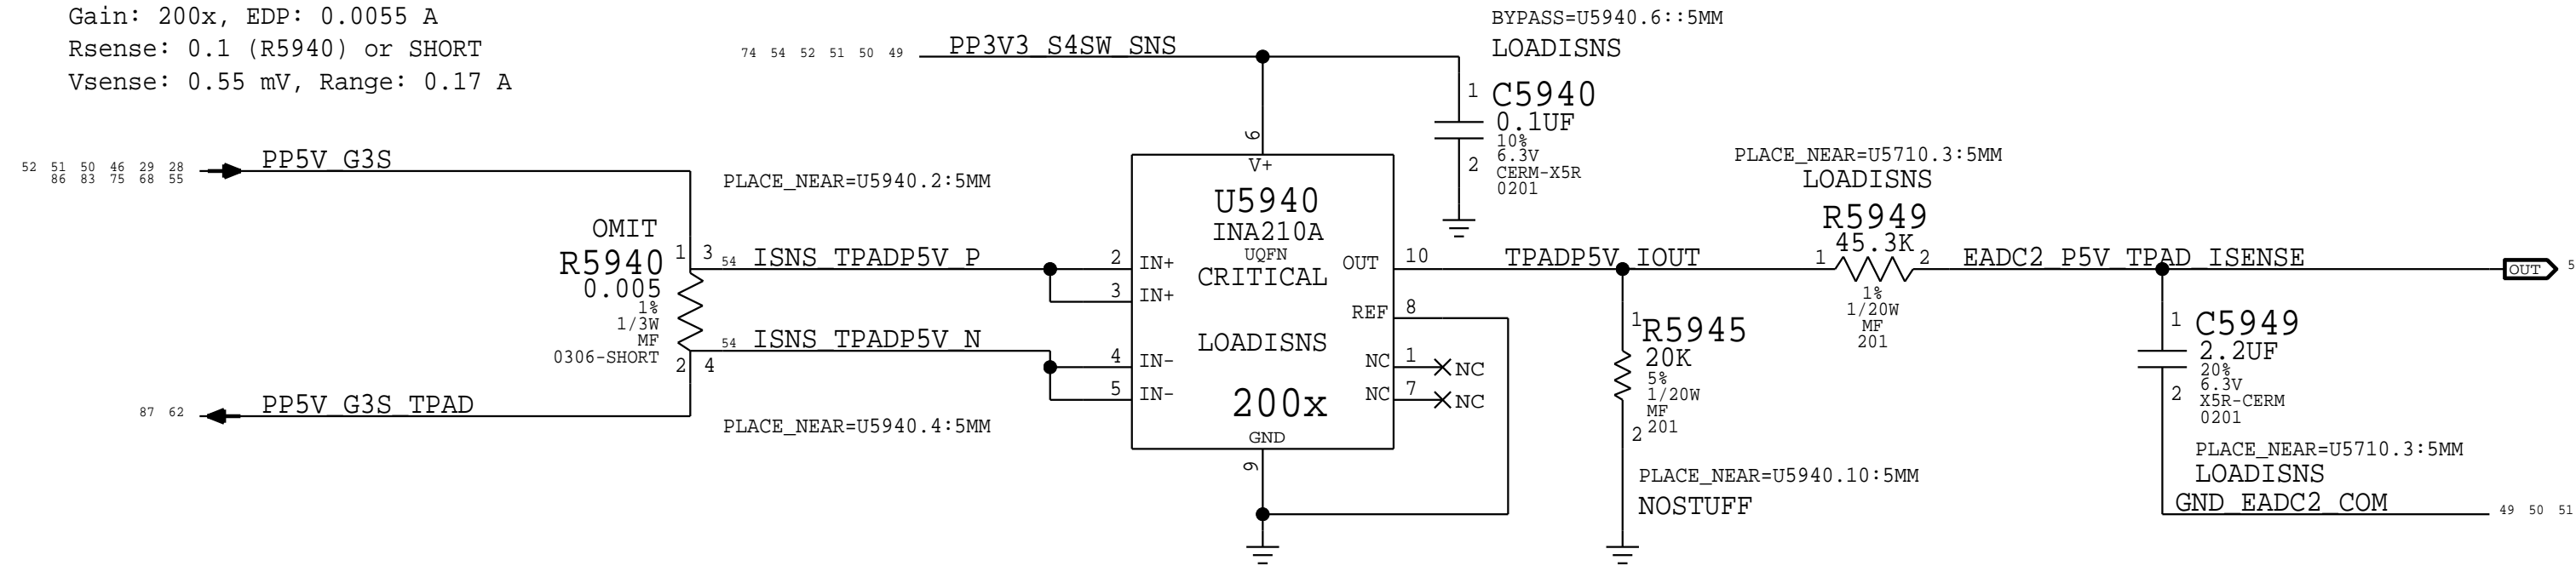 Gain: 200x, EDP: 0.0055 A
Rsense: 0.1 (R5940) or SHORT
Vsense: 0.55 mV, Range: 0.17 A
74 54 52 51 50 49
PP3V3_S4SW_SNS
BYPASS=U5940.6::5MM
LOADISNS
1
C5940
0.1UF
10%
6.3V
CERM-X5R
0201
2
52 51 50 46 29 28
86 83 75 68 55
PP5V_G3S
PLACE_NEAR=U5940.2:5MM
OMIT
R5940
0.005
1%
1/3W
MF
0306-SHORT
1 3
2 4
54 ISNS_TPADP5V_P
54 ISNS_TPADP5V_N
87 62
PP5V_G3S_TPAD
PLACE_NEAR=U5940.4:5MM
6
V+
U5940
INA210A
UQFN
CRITICAL
LOADISNS
200x
GND
9
2 IN+
3 IN+
4 IN-
5 IN-
OUT 10
REF 8
NC 1 NC
NC 7 NC
TPADP5V_IOUT
1
R5945
20K
5%
1/20W
MF
201
2
PLACE_NEAR=U5940.10:5MM
NOSTUFF
PLACE_NEAR=U5710.3:5MM
LOADISNS
R5949
45.3K
1 2
1%
1/20W
MF
201
EADC2_P5V_TPAD_ISENSE
OUT
5
1
C5949
2.2UF
20%
6.3V
X5R-CERM
0201
2
PLACE_NEAR=U5710.3:5MM
LOADISNS
GND_EADC2_COM
49 50 51